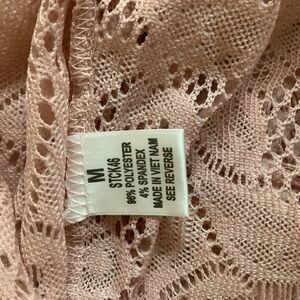 M
STCK46
96% POLYESTER
4% SPANDEX
MADE IN VIET NAM
SEE REVERSE